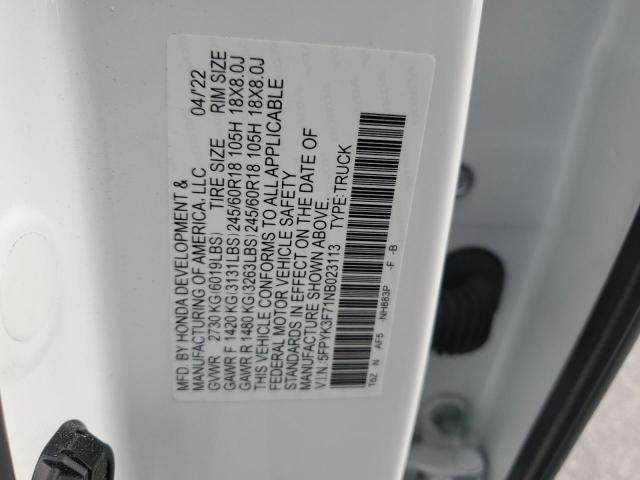 MFD. BY HONDA DEVELOPMENT & 04/22
MANUFACTURING OF AMERICA, LLC
GVWR 2730 KG(6019LBS) TIRE SIZE RIM SIZE
GAWR F 1420 KG(3131LBS) 245/60R18 105H 18X8.0J
GAWR R 1480 KG(3263LBS) 245/60R18 105H 18X8.0J
THIS VEHICLE CONFORMS TO ALL APPLICABLE
FEDERAL MOTOR VEHICLE SAFETY
STANDARDS IN EFFECT ON THE DATE OF
MANUFACTURE SHOWN ABOVE.
V.I.N.:5FPYK3F71NB023113 TYPE:TRUCK
T6Z N AF5 -NH883P -F -B